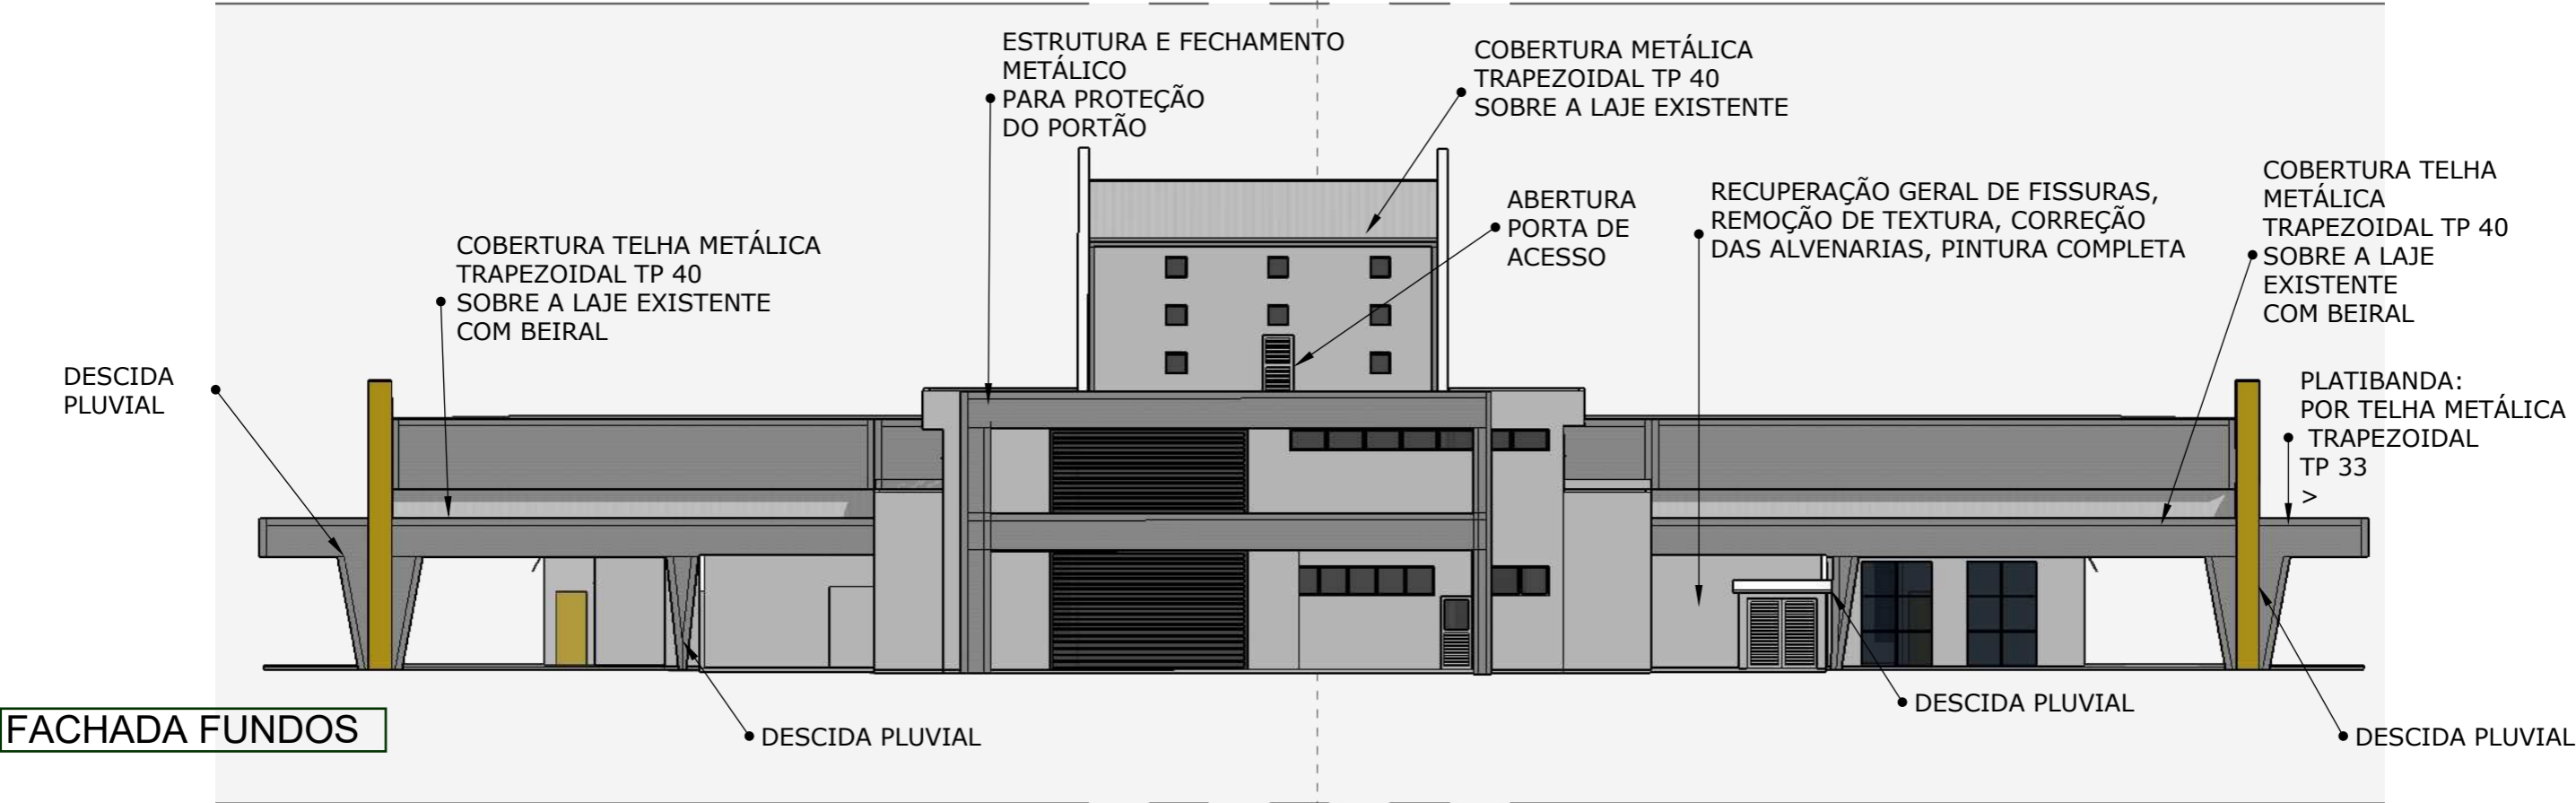 ESTRUTURA E FECHAMENTO
METÁLICO
PARA PROTEÇÃO
DO PORTÃO
COBERTURA METÁLICA
TRAPEZOIDAL TP 40
SOBRE A LAJE EXISTENTE
ABERTURA
PORTA DE
ACESSO
RECUPERAÇÃO GERAL DE FISSURAS,
REMOÇÃO DE TEXTURA, CORREÇÃO
DAS ALVENARIAS, PINTURA COMPLETA
COBERTURA TELHA
METÁLICA
TRAPEZOIDAL TP 40
SOBRE A LAJE
EXISTENTE
COM BEIRAL
COBERTURA TELHA METÁLICA
TRAPEZOIDAL TP 40
SOBRE A LAJE EXISTENTE
COM BEIRAL
DESCIDA
PLUVIAL
PLATIBANDA:
POR TELHA METÁLICA
TRAPEZOIDAL
TP 33
>
DESCIDA PLUVIAL
DESCIDA PLUVIAL
DESCIDA PLUVIAL
FACHADA FUNDOS